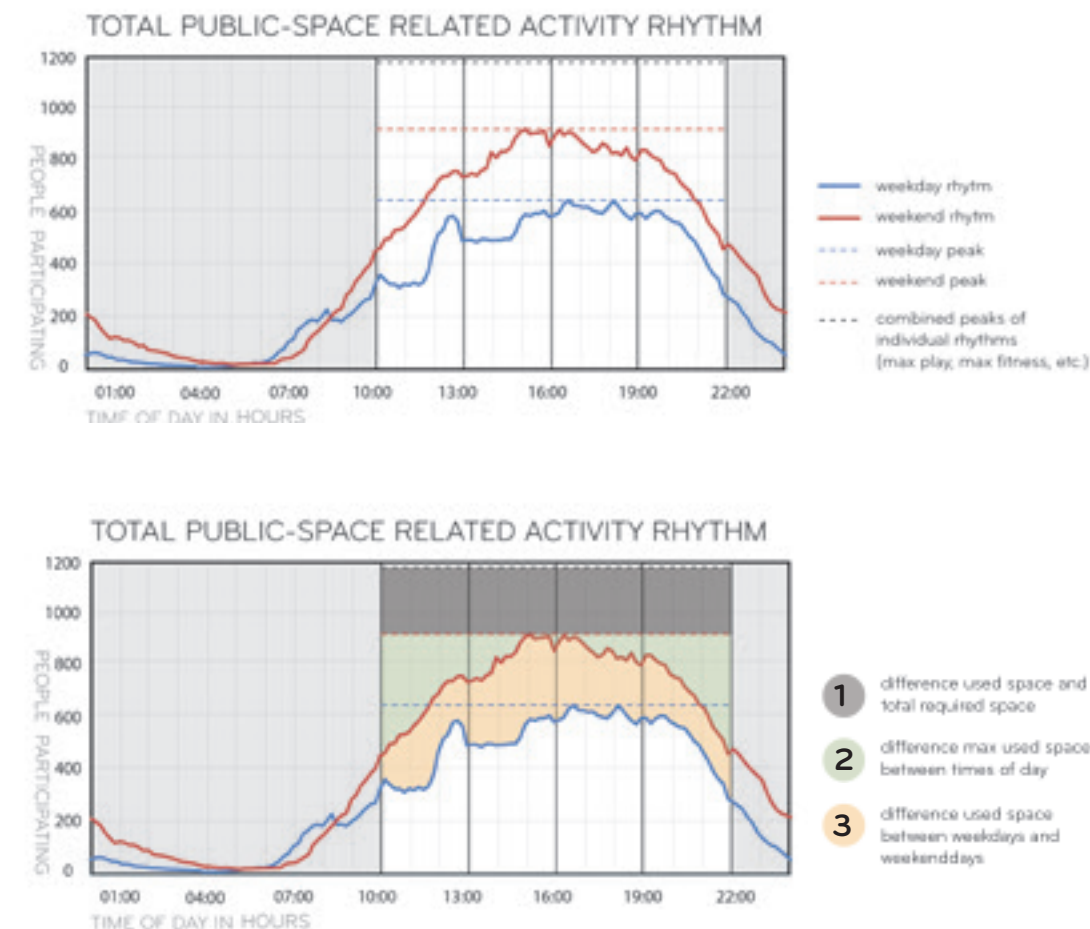 TOTAL PUBLIC-SPACE RELATED ACTIVITY RHYTHM
1200
1000
800
600
400
200
0
PEOPLE PARTICIPATING
01:00 04:00 07:00 10:00 13:00 16:00 19:00 22:00
TIME OF DAY IN HOURS
weekday rhytm
weekend rhytm
weekday peak
weekend peak
combined peaks of
individual rhythms
(max play, max fitness, etc.)
TOTAL PUBLIC-SPACE RELATED ACTIVITY RHYTHM
1200
1000
800
600
400
200
0
PEOPLE PARTICIPATING
01:00 04:00 07:00 10:00 13:00 16:00 19:00 22:00
TIME OF DAY IN HOURS
1 difference used space and
total required space
2 difference max used space
between times of day
3 difference used space
between weekdays and
weekenddays